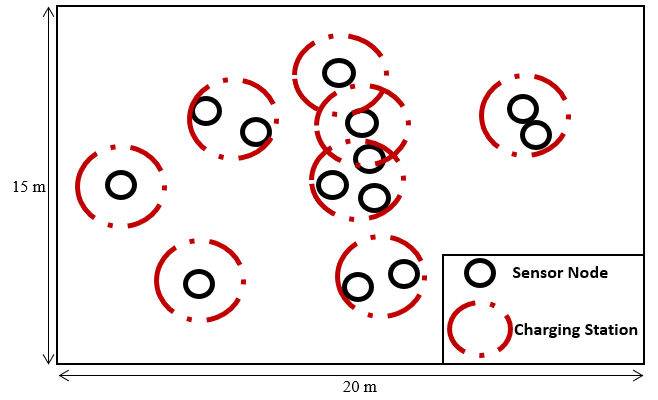 15 m
Sensor Node
Charging Station
20 m